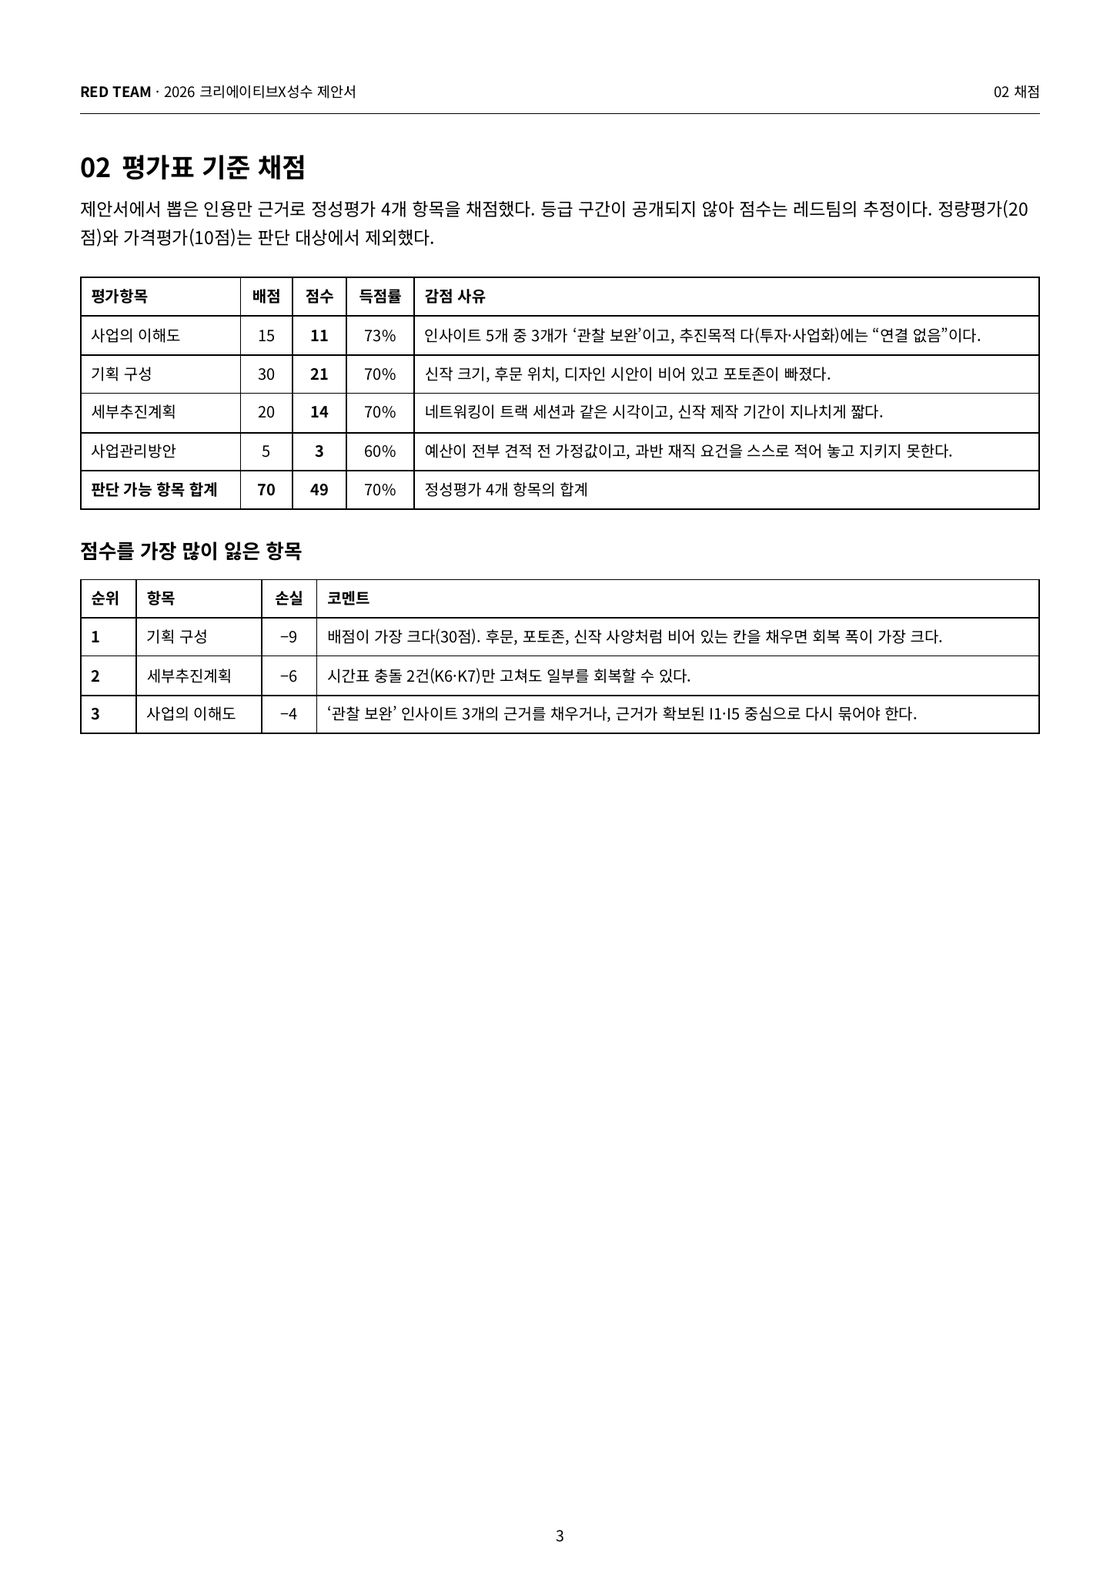 RED TEAM · 2026 크리에이티브X성수 제안서 02 채점
02 평가표 기준 채점
제안서에서 뽑은 인용만 근거로 정성평가 4개 항목을 채점했다. 등급 구간이 공개되지 않아 점수는 레드팀의 추정이다. 정량평가(20
점)와 가격평가(10점)는 판단 대상에서 제외했다.
평가항목 배점 점수 득점률 감점 사유
사업의 이해도 15 11 73% 인사이트 5개 중 3개가 ‘관찰 보완’이고, 추진목적 다(투자·사업화)에는 “연결 없음”이다.
기획 구성 30 21 70% 신작 크기, 후문 위치, 디자인 시안이 비어 있고 포토존이 빠졌다.
세부추진계획 20 14 70% 네트워킹이 트랙 세션과 같은 시각이고, 신작 제작 기간이 지나치게 짧다.
사업관리방안 5 3 60% 예산이 전부 견적 전 가정값이고, 과반 재직 요건을 스스로 적어 놓고 지키지 못한다.
판단 가능 항목 합계 70 49 70% 정성평가 4개 항목의 합계
점수를 가장 많이 잃은 항목
순위 항목 손실 코멘트
1 기획 구성 −9 배점이 가장 크다(30점). 후문, 포토존, 신작 사양처럼 비어 있는 칸을 채우면 회복 폭이 가장 크다.
2 세부추진계획 −6 시간표 충돌 2건(K6·K7)만 고쳐도 일부를 회복할 수 있다.
3 사업의 이해도 −4 ‘관찰 보완’ 인사이트 3개의 근거를 채우거나, 근거가 확보된 I1·I5 중심으로 다시 묶어야 한다.
3